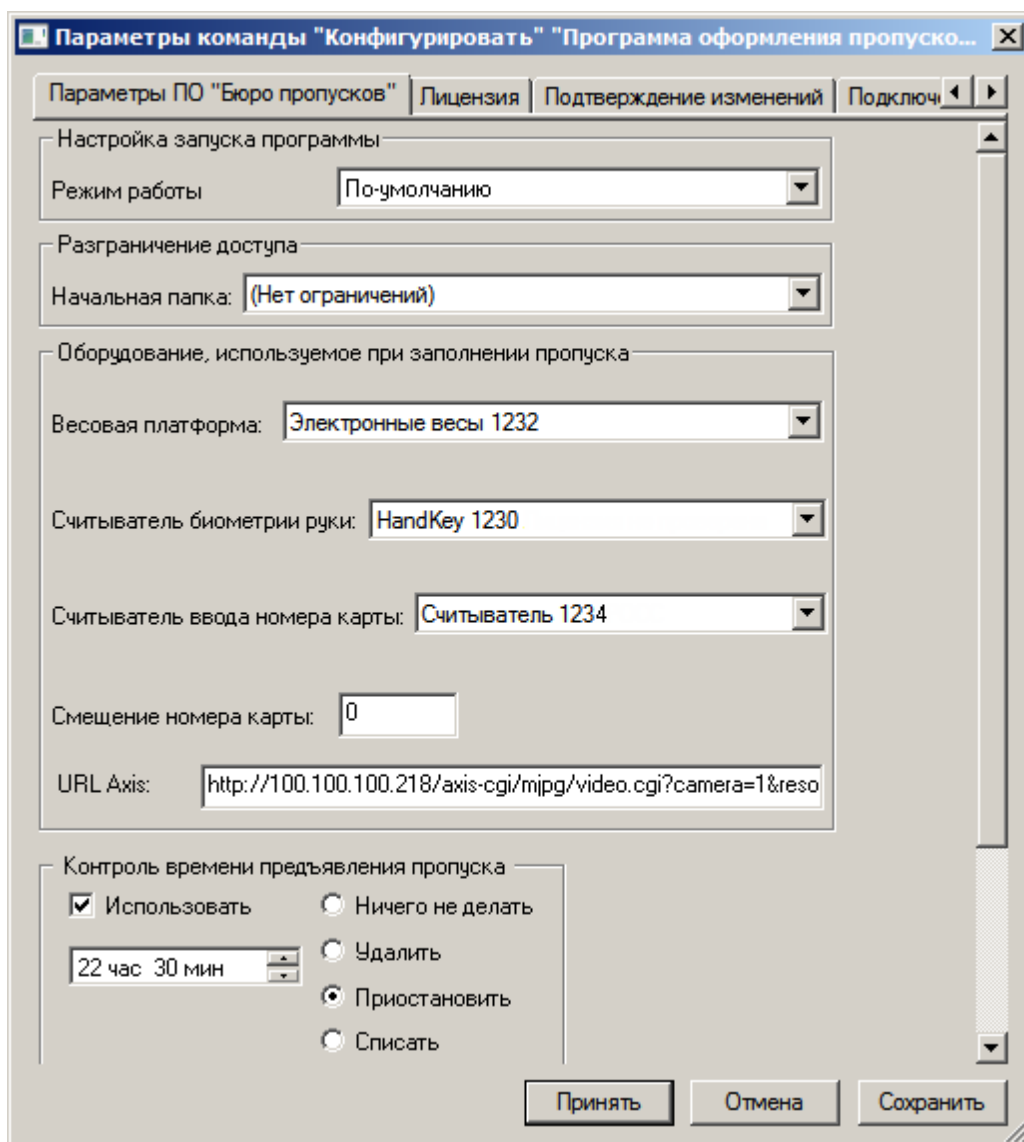 Параметры команды "Конфигурировать" "Программа оформления пропуско...
Параметры ПО "Бюро пропусков" Лицензия Подтверждение изменений Подключ
Настройка запуска программы
Режим работы По-умолчанию
Разграничение доступа
Начальная папка: (Нет ограничений)
Оборудование, используемое при заполнении пропуска
Весовая платформа: Электронные весы 1232
Считыватель биометрии руки: HandKey 1230
Считыватель ввода номера карты: Считыватель 1234
Смещение номера карты: 0
URL Axis: http://100.100.100.218/axis-cgi/mjpg/video.cgi?camera=1&reso
Контроль времени предъявления пропуска
Использовать Ничего не делать
Удалить
22 час 30 мин
Приостановить
Списать
Принять Отмена Сохранить